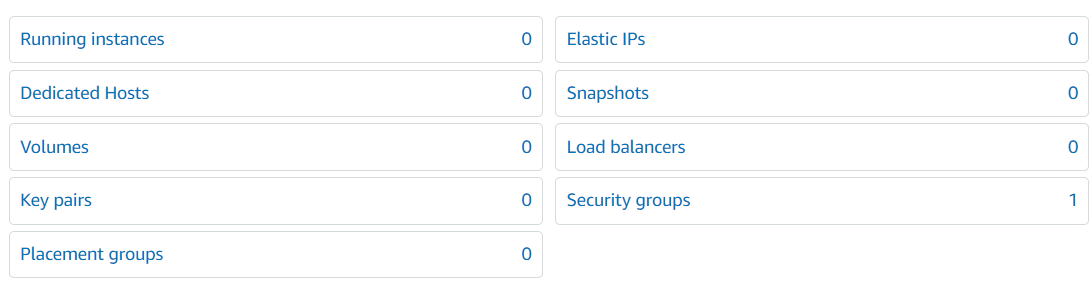 Running instances 0
Elastic IPs 0
Dedicated Hosts 0
Snapshots 0
Volumes 0
Load balancers 0
Key pairs 0
Security groups 1
Placement groups 0